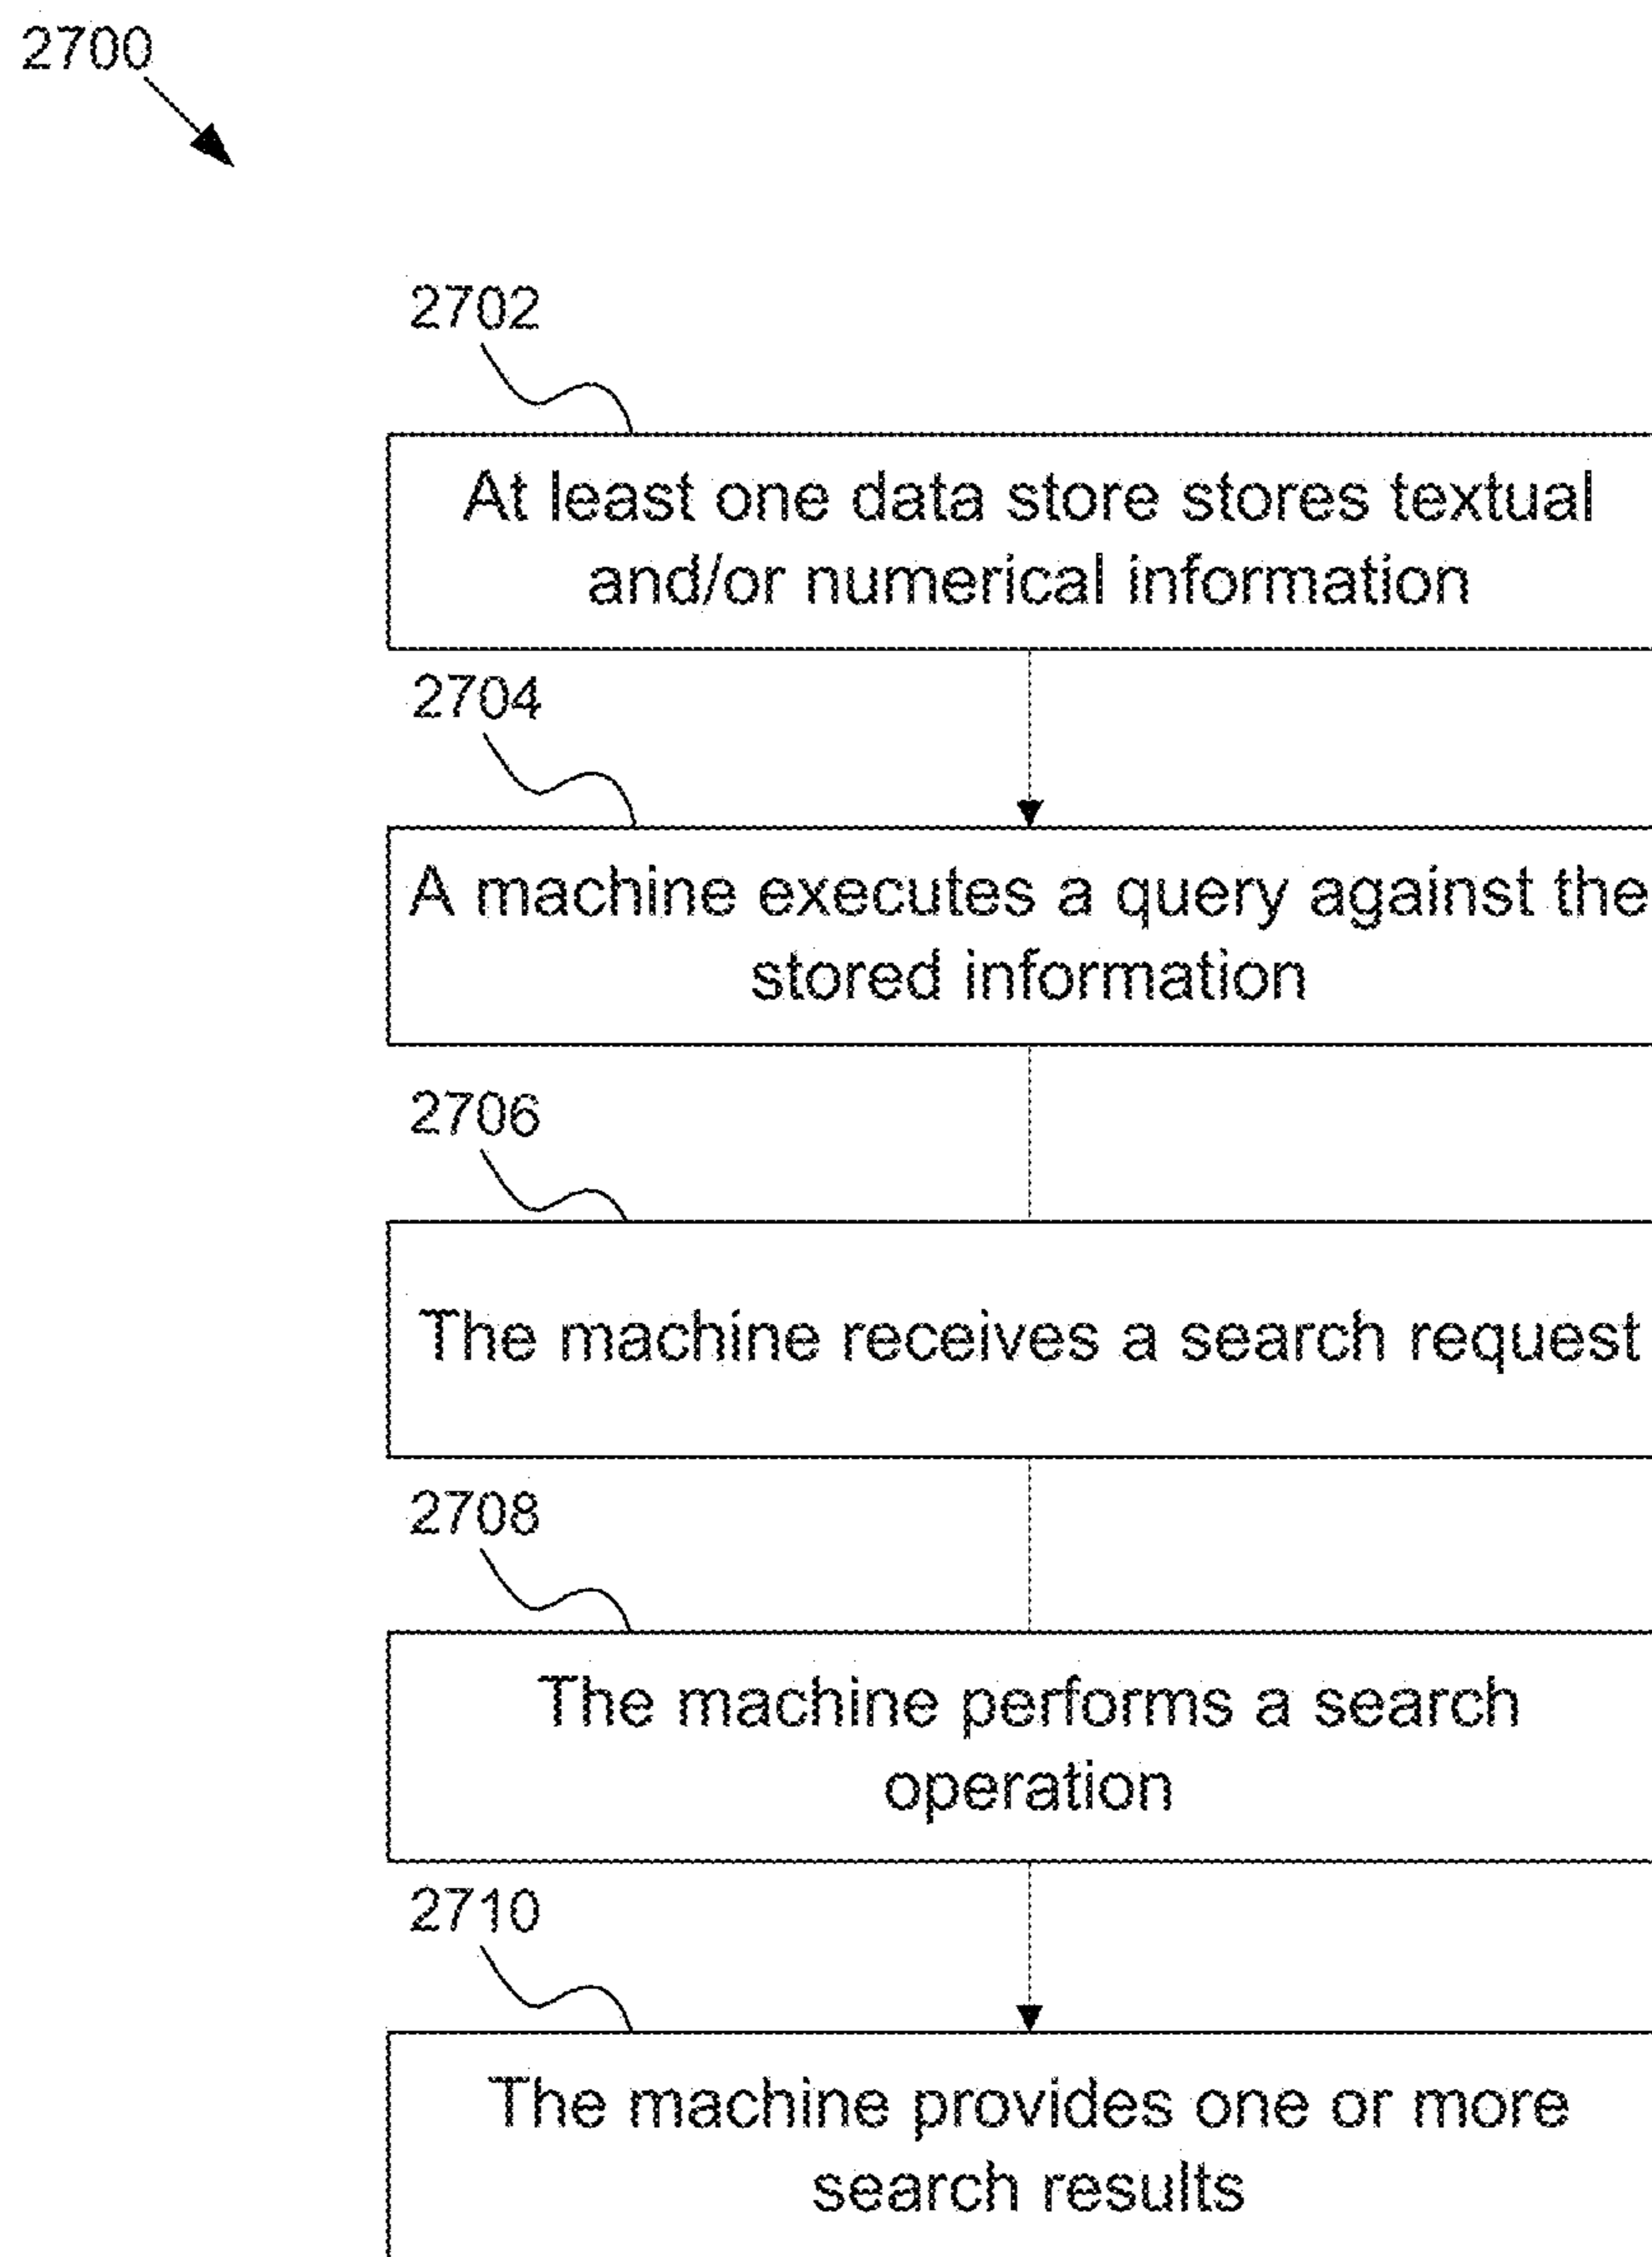 2700
2702
At least one data store stores textual
and/or numerical information
2704
A machine executes a query against the
stored information
2706
The machine receives a search request
2708
The machine performs a search
operation
2710
The machine provides one or more
search results